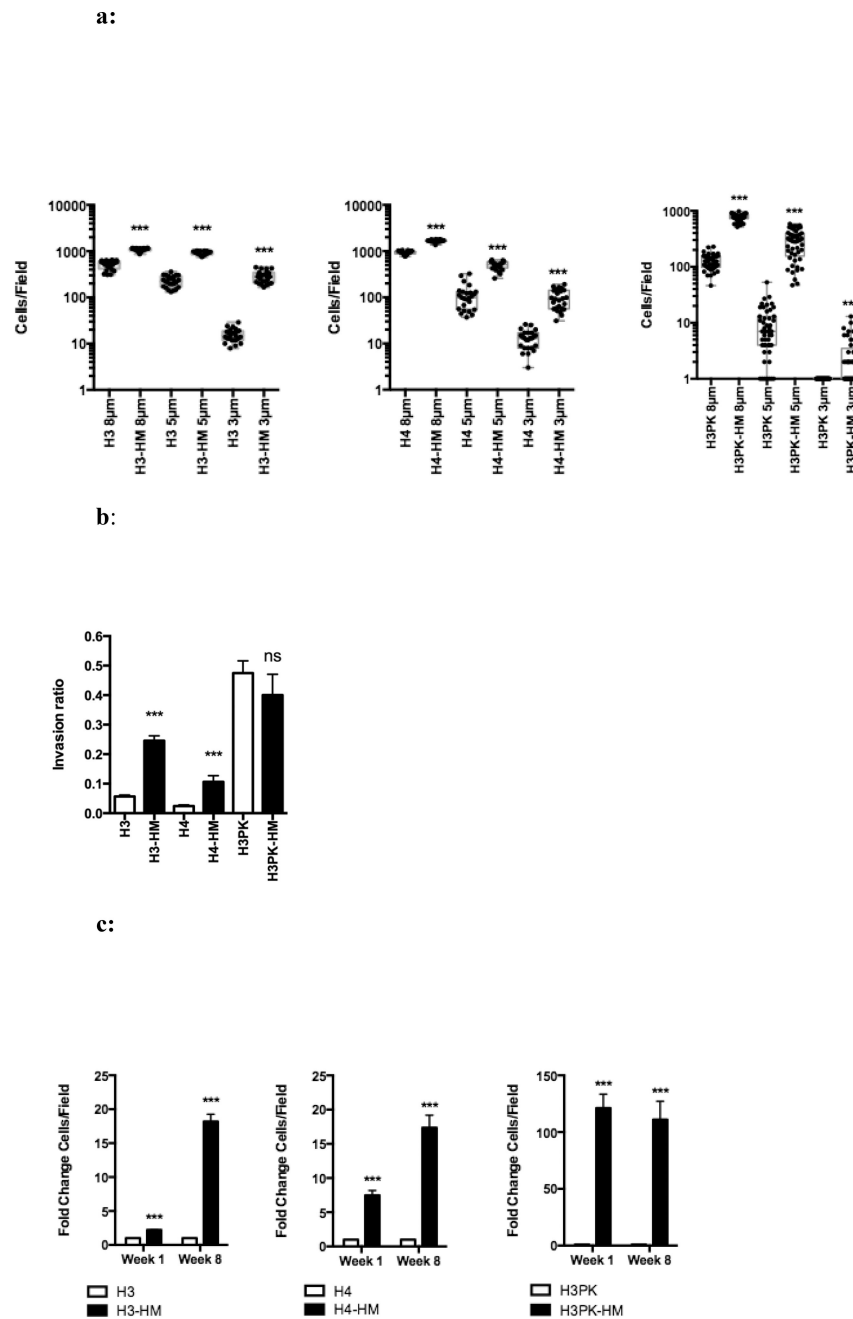 a:
*** *** ***
10000
1000
100
10
1
Cells/Field
H3 8μm
H3-HM 8μm
H3 5μm
H3-HM 5μm
H3 3μm
H3-HM 3μm
*** *** ***
10000
1000
100
10
1
Cells/Field
H4 8μm
H4-HM 8μm
H4 5μm
H4-HM 5μm
H4 3μm
H4-HM 3μm
*** *** **
1000
100
10
1
Cells/Field
H3PK 8μm
H3PK-HM 8μm
H3PK 5μm
H3PK-HM 5μm
H3PK 3μm
H3PK-HM 3μm
b:
0.6
0.5
0.4
0.3
0.2
0.1
0.0
Invasion ratio
*** *** ns
H3
H3-HM
H4
H4-HM
H3PK
H3PK-HM
c:
25
20
15
10
5
0
Fold Change Cells/Field
*** ***
Week 1 Week 8
H3
H3-HM
25
20
15
10
5
0
Fold Change Cells/Field
*** ***
Week 1 Week 8
H4
H4-HM
150
100
50
0
Fold Change Cells/Field
*** ***
Week 1 Week 8
H3PK
H3PK-HM